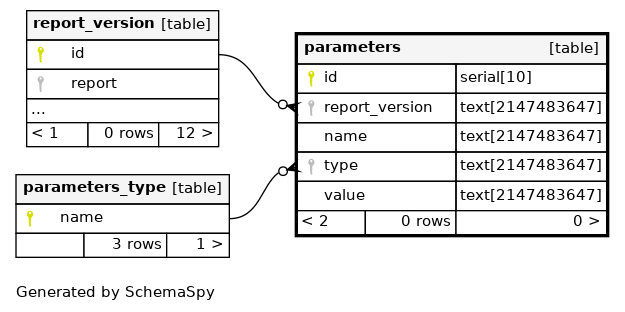 report_version [table]
id
report
...
< 1 0 rows 12 >
parameters_type [table]
name
3 rows 1 >
parameters [table]
id serial[10]
report_version text[2147483647]
name text[2147483647]
type text[2147483647]
value text[2147483647]
< 2 0 rows 0 >
Generated by SchemaSpy